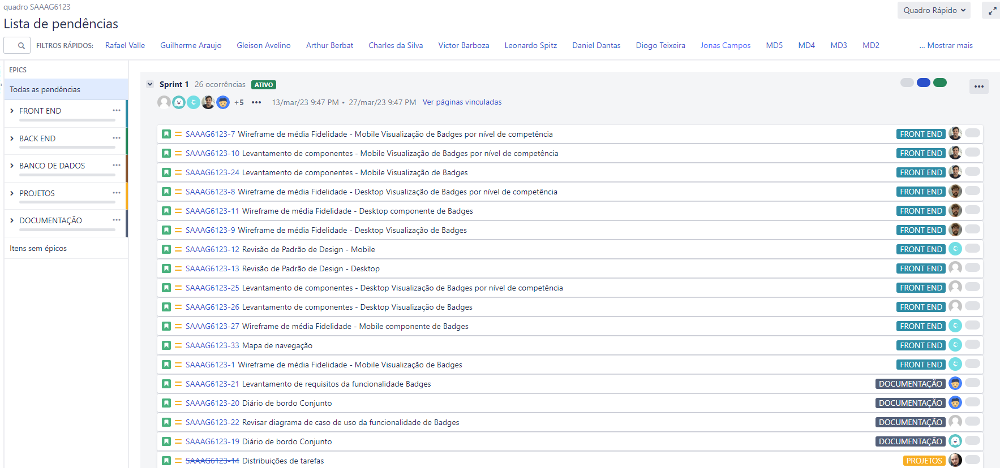 quadro SAAAG6123
Quadro Rápido
Lista de pendências
FILTROS RÁPIDOS: Rafael Valle Guilherme Araujo Gleison Avelino Arthur Berbat Charles da Silva Victor Barboza Leonardo Spitz Daniel Dantas Diogo Teixeira Jonas Campos MD5 MD4 MD3 MD2 ... Mostrar mais
EPICS
Todas as pendências
FRONT END
BACK END
BANCO DE DADOS
PROJETOS
DOCUMENTAÇÃO
Itens sem épicos
Sprint 1 26 ocorrências ATIVO
C +5 ••• 13/mar/23 9:47 PM • 27/mar/23 9:47 PM Ver páginas vinculadas
SAAAG6123-7 Wireframe de média Fidelidade - Mobile Visualização de Badges por nível de competência FRONT END
SAAAG6123-10 Levantamento de componentes - Mobile Visualização de Badges por nível de competência FRONT END
SAAAG6123-24 Levantamento de componentes - Mobile Visualização de Badges FRONT END
SAAAG6123-8 Wireframe de média Fidelidade - Desktop Visualização de Badges por nível de competência FRONT END
SAAAG6123-11 Wireframe de média Fidelidade - Desktop componente de Badges FRONT END
SAAAG6123-9 Wireframe de média Fidelidade - Desktop Visualização de Badges FRONT END
SAAAG6123-12 Revisão de Padrão de Design - Mobile FRONT END C
SAAAG6123-13 Revisão de Padrão de Design - Desktop FRONT END
SAAAG6123-25 Levantamento de componentes - Desktop Visualização de Badges por nível de competência FRONT END
SAAAG6123-26 Levantamento de componentes - Desktop Visualização de Badges FRONT END
SAAAG6123-27 Wireframe de média Fidelidade - Mobile componente de Badges FRONT END C
SAAAG6123-33 Mapa de navegação FRONT END C
SAAAG6123-1 Wireframe de média Fidelidade - Mobile Visualização de Badges FRONT END C
SAAAG6123-21 Levantamento de requisitos da funcionalidade Badges DOCUMENTAÇÃO
SAAAG6123-20 Diário de bordo Conjunto DOCUMENTAÇÃO
SAAAG6123-22 Revisar diagrama de caso de uso da funcionalidade de Badges DOCUMENTAÇÃO
SAAAG6123-19 Diário de bordo Conjunto DOCUMENTAÇÃO
SAAAG6123-14 Distribuições de tarefas PROJETOS